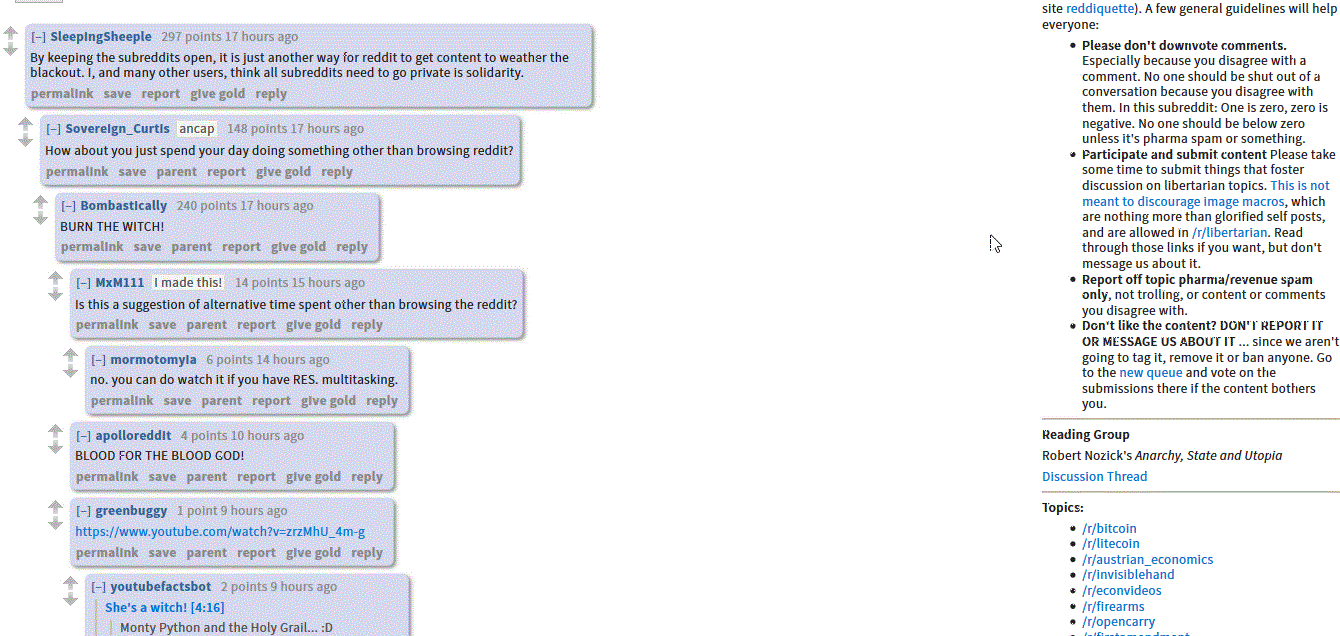 [–] SleepingSheeple 297 points 17 hours ago
By keeping the subreddits open, it is just another way for reddit to get content to weather the
blackout. I, and many other users, think all subreddits need to go private is solidarity.
permalink save report give gold reply
[–] Sovereign_Curtis ancap 148 points 17 hours ago
How about you just spend your day doing something other than browsing reddit?
permalink save parent report give gold reply
[–] Bombastically 240 points 17 hours ago
BURN THE WITCH!
permalink save parent report give gold reply
[–] MxM111 I made this! 14 points 15 hours ago
Is this a suggestion of alternative time spent other than browsing the reddit?
permalink save parent report give gold reply
[–] mormotomyia 6 points 14 hours ago
no. you can do watch it if you have RES. multitasking.
permalink save parent report give gold reply
[–] apolloreddit 4 points 10 hours ago
BLOOD FOR THE BLOOD GOD!
permalink save parent report give gold reply
[–] greenbuggy 1 point 9 hours ago
https://www.youtube.com/watch?v=zrzMhU_4m-g
permalink save parent report give gold reply
[–] youtubefactsbot 2 points 9 hours ago
She's a witch! [4:16]
Monty Python and the Holy Grail... :D
site reddiquette). A few general guidelines will help
everyone:
• Please don't downvote comments.
Especially because you disagree with a
comment. No one should be shut out of a
conversation because you disagree with
them. In this subreddit: One is zero, zero is
negative. No one should be below zero
unless it's pharma spam or something.
• Participate and submit content Please take
some time to submit things that foster
discussion on libertarian topics. This is not
meant to discourage image macros, which
are nothing more than glorified self posts,
and are allowed in /r/libertarian. Read
through those links if you want, but don't
message us about it.
• Report off topic pharma/revenue spam
only, not trolling, or content or comments
you disagree with.
• Don't like the content? DON'T REPORT IT
OR MESSAGE US ABOUT IT ... since we aren't
going to tag it, remove it or ban anyone. Go
to the new queue and vote on the
submissions there if the content bothers
you.
Reading Group
Robert Nozick's Anarchy, State and Utopia
Discussion Thread
Topics:
• /r/bitcoin
• /r/litecoin
• /r/austrian_economics
• /r/invisiblehand
• /r/econvideos
• /r/firearms
• /r/opencarry